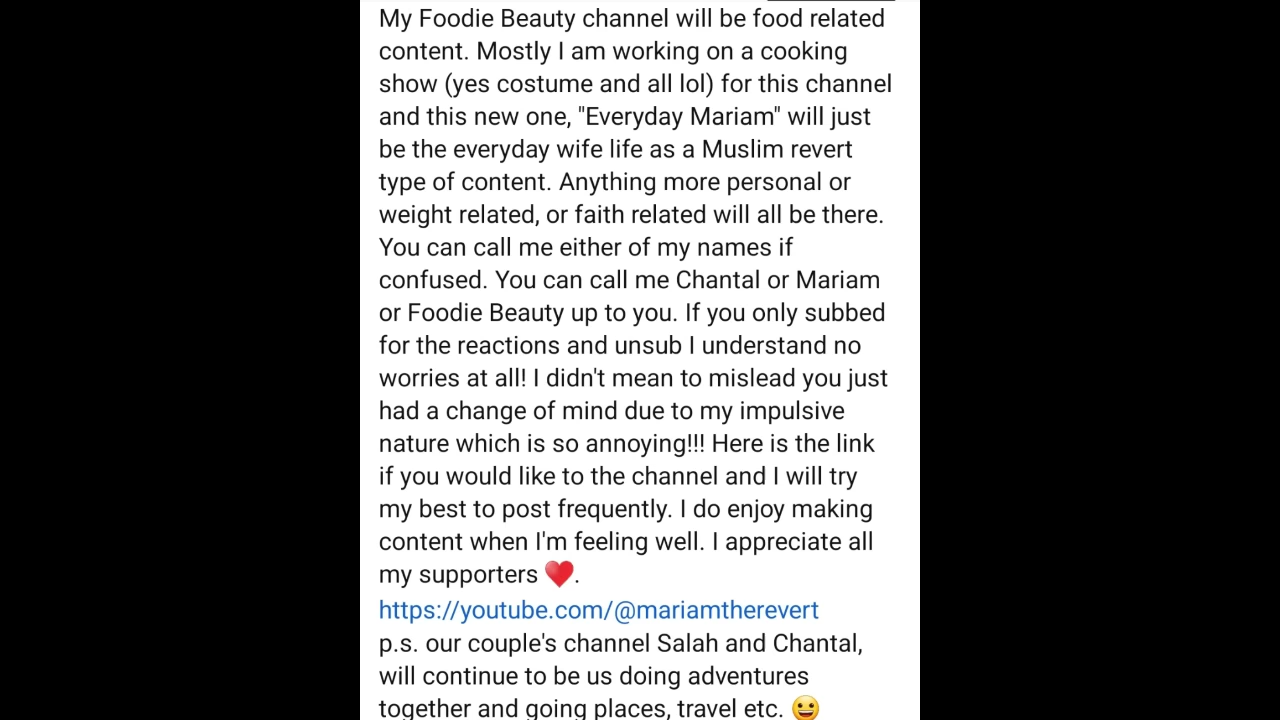 My Foodie Beauty channel will be food related
content. Mostly I am working on a cooking
show (yes costume and all lol) for this channel
and this new one, "Everyday Mariam" will just
be the everyday wife life as a Muslim revert
type of content. Anything more personal or
weight related, or faith related will all be there.
You can call me either of my names if
confused. You can call me Chantal or Mariam
or Foodie Beauty up to you. If you only subbed
for the reactions and unsub I understand no
worries at all! I didn't mean to mislead you just
had a change of mind due to my impulsive
nature which is so annoying!!! Here is the link
if you would like to the channel and I will try
my best to post frequently. I do enjoy making
content when I'm feeling well. I appreciate all
my supporters ♥️.
https://youtube.com/@mariamtherevert
p.s. our couple's channel Salah and Chantal,
will continue to be us doing adventures
together and going places, travel etc. 😀